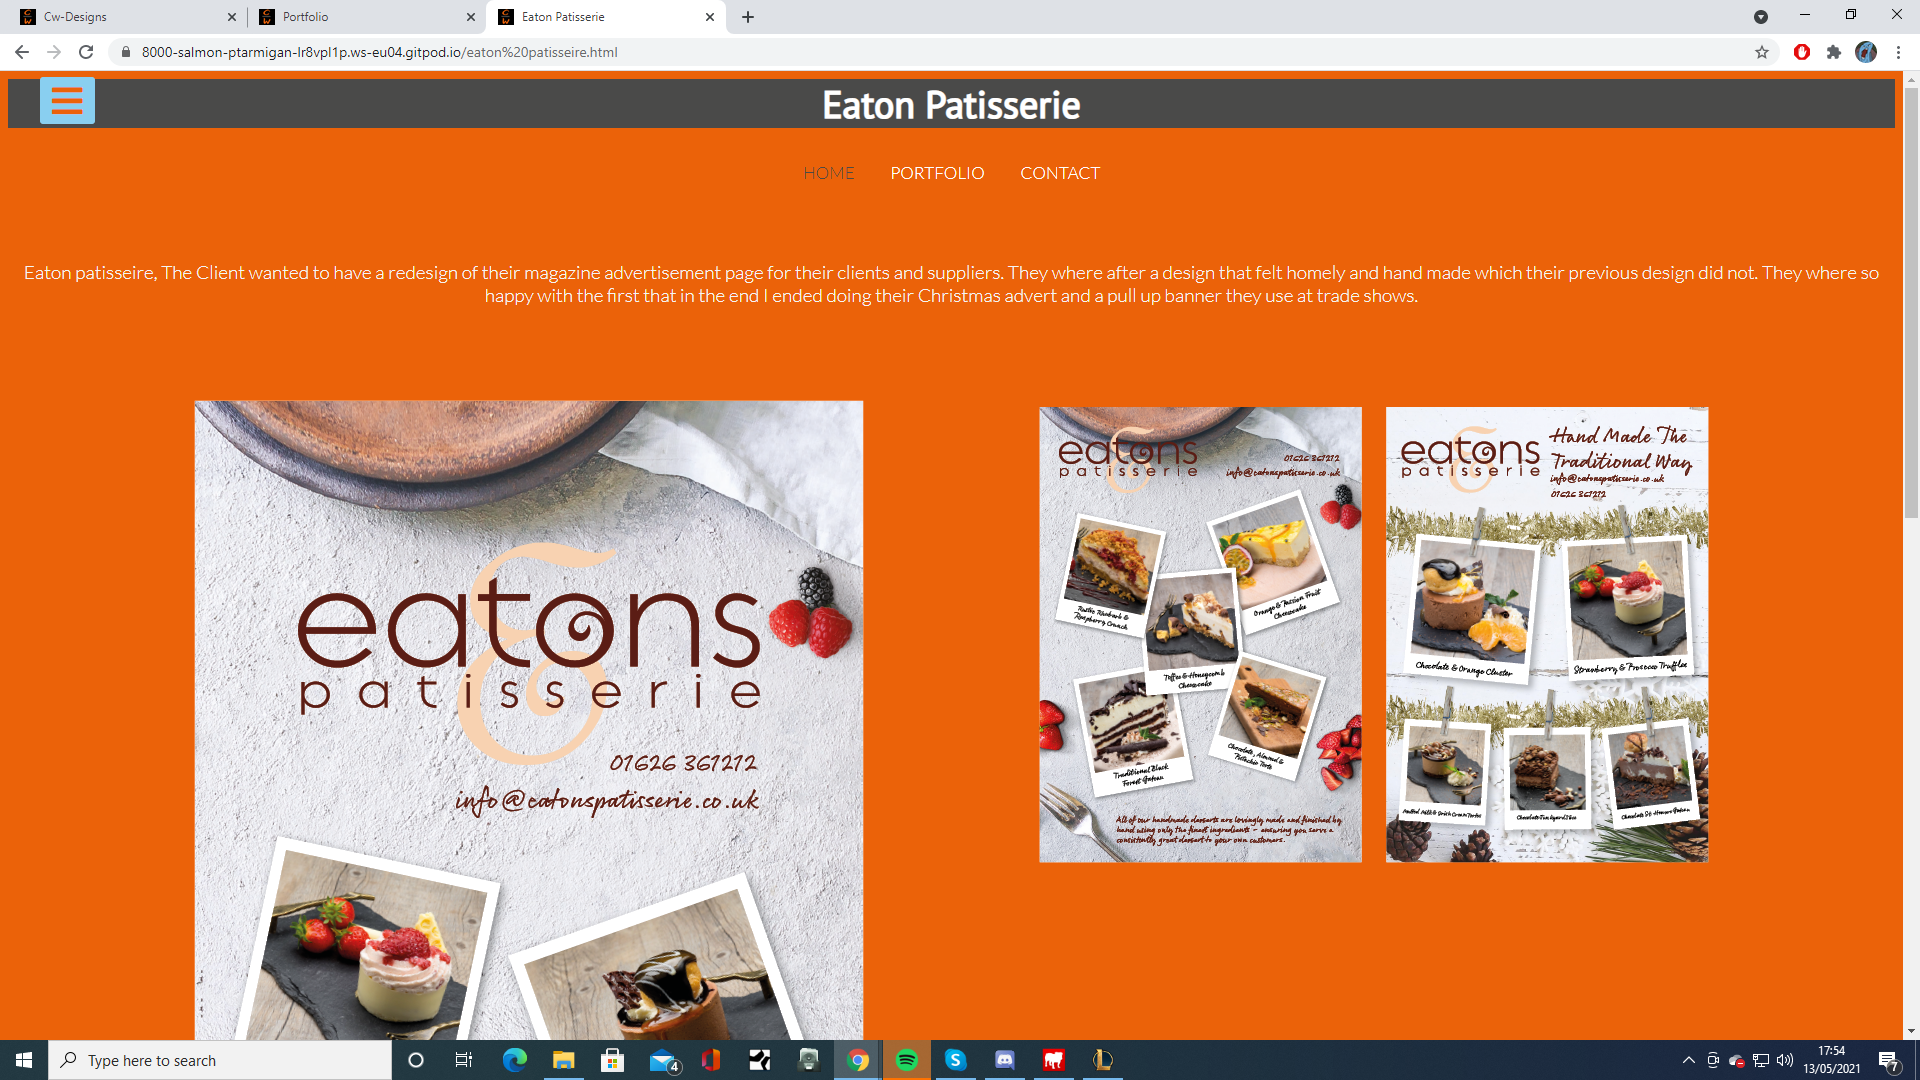 Cw-Designs
Portfolio
Eaton Patisserie
8000-salmon-ptarmigan-lr8vpl1p.ws-eu04.gitpod.io/eaton%20patisseire.html
Eaton Patisserie
HOME PORTFOLIO CONTACT
Eaton patisseire, The Client wanted to have a redesign of their magazine advertisement page for their clients and suppliers. They where after a design that felt homely and hand made which their previous design did not. They where so
happy with the first that in the end I ended doing their Christmas advert and a pull up banner they use at trade shows.
eatons
patisserie
01626 361212
info@eatonspatisserie.co.uk
eatons
patisserie
01626 361212
info@eatonspatisserie.co.uk
Rustic Rhubarb &
Raspberry Crunch
Orange & Passion Fruit
Cheesecake
Toffee & Honeycomb
Cheesecake
Traditional Black
Forest Gateau
Chocolate, Almond &
Pistachio Torte
All of our handmade desserts are lovingly made and finished by
hand using only the finest ingredients - ensuring you serve a
consistently great dessert to your own customers.
eatons
patisserie
Hand Made The
Traditional Way
info@eatonspatisserie.co.uk
01626 361212
Chocolate & Orange Cluster
Strawberry & Prosecco Truffles
Type here to search
4
17:54
13/05/2021
7